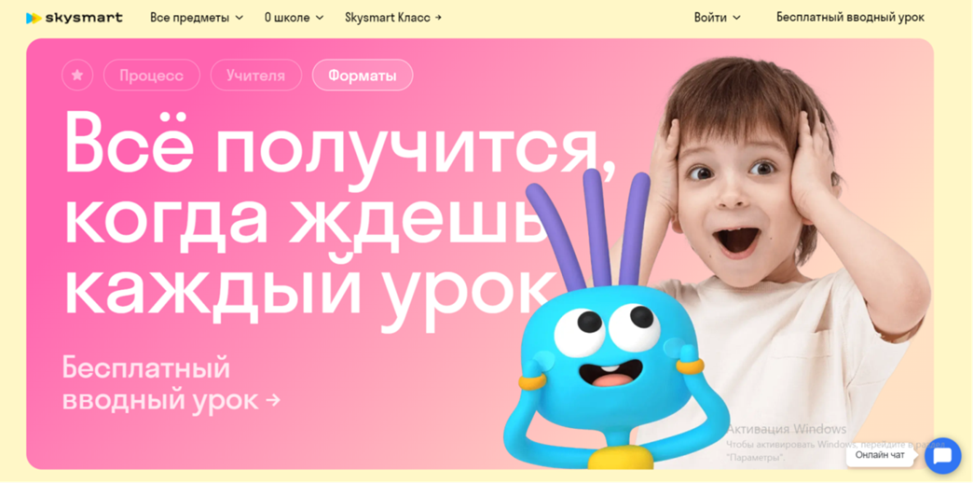 skysmart Все предметы О школе Skysmart Класс → Войти Бесплатный вводный урок
Процесс Учителя Форматы
Всё получится,
когда ждешь
каждый урок
Бесплатный
вводный урок →
Активация Windows
Чтобы активировать Windows, перейдите в раздел
"Параметры".
Онлайн чат